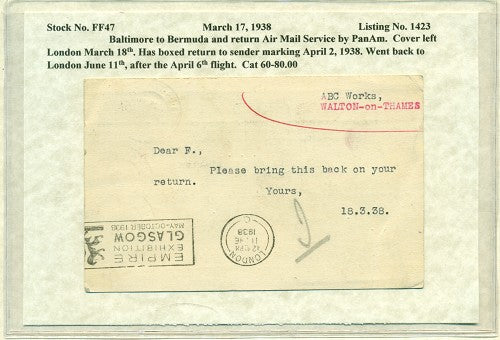 Stock No. FF47 March 17, 1938 Listing No. 1423
Baltimore to Bermuda and return Air Mail Service by PanAm. Cover left
London March 18th. Has boxed return to sender marking April 2, 1938. Went back to
London June 11th, after the April 6th flight. Cat 60-80.00
ABC Works,
WALTON-on-THAMES
Dear F.,
Please bring this back on your
return.
Yours,
18.3.38.
EMPIRE
EXHIBITION
GLASGOW
MAY-OCTOBER 1938
LONDON
1938